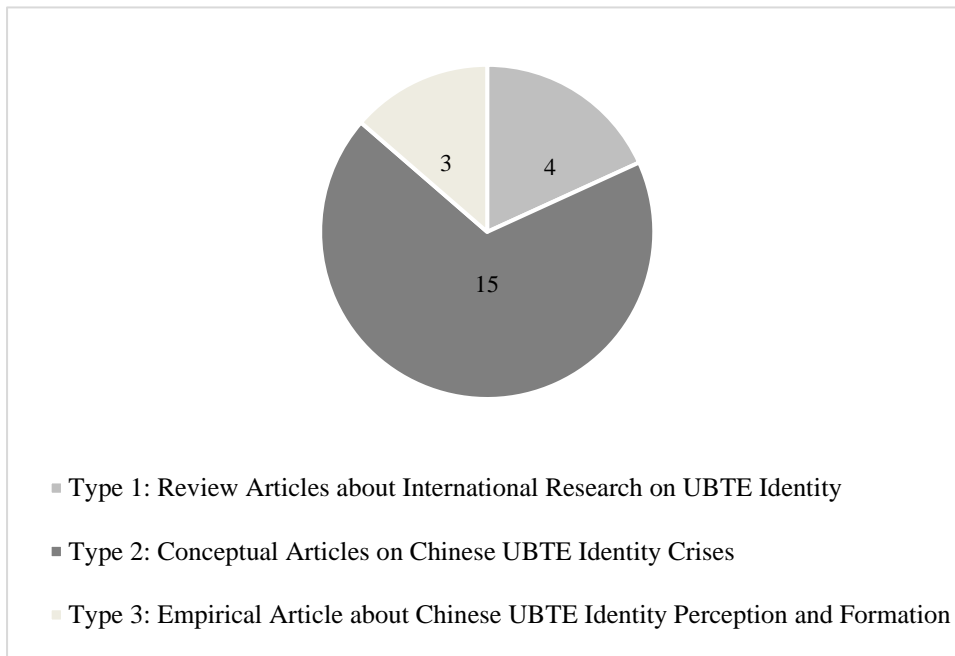 3
4
15
Type 1: Review Articles about International Research on UBTE Identity
Type 2: Conceptual Articles on Chinese UBTE Identity Crises
Type 3: Empirical Article about Chinese UBTE Identity Perception and Formation